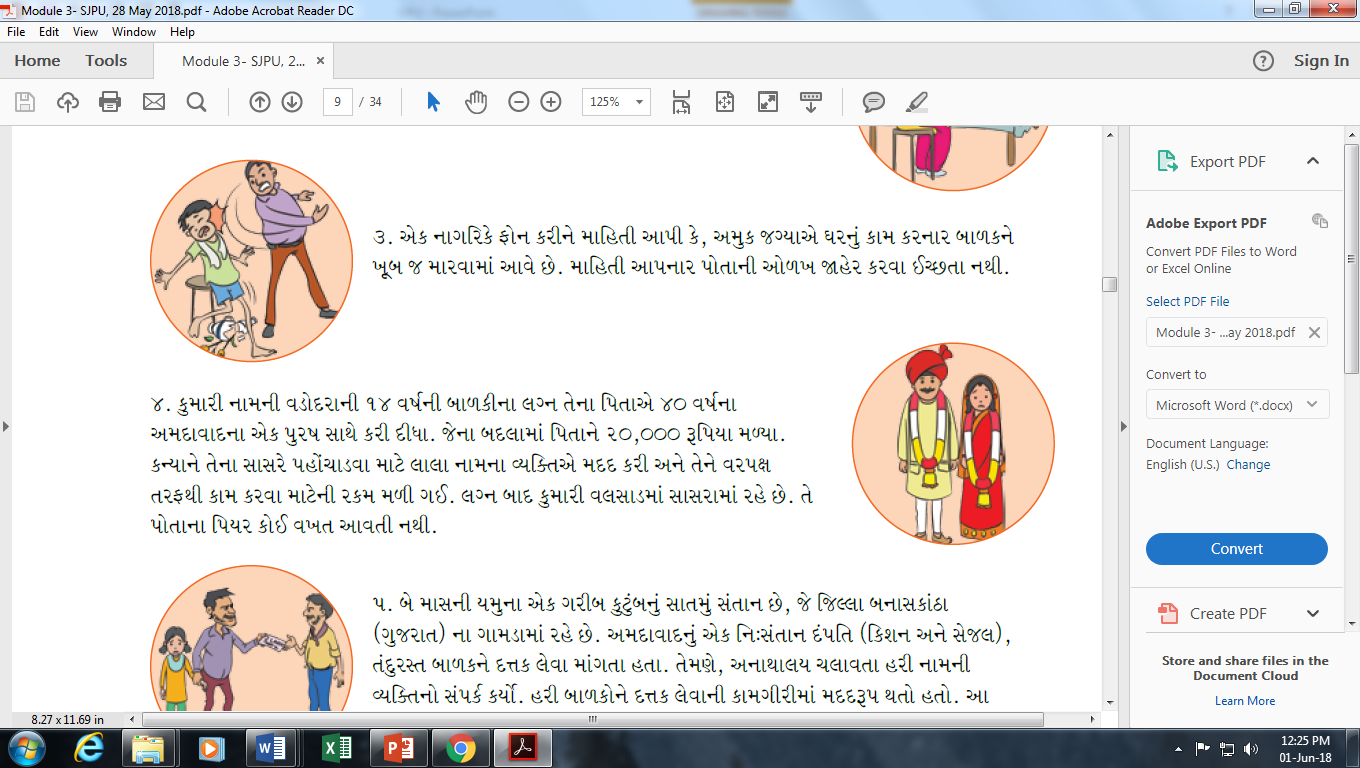 Module 3- SJPU, 28 May 2018.pdf - Adobe Acrobat Reader DC
File Edit View Window Help
Home Tools Module 3- SJPU, 2... × ? Sign In
9 / 34 125%
૩. એક નાગરિકે ફોન કરીને માહિતી આપી કે, અમુક જગ્યાએ ઘરનું કામ કરનાર બાળકને
ખૂબ જ મારવામાં આવે છે. માહિતી આપનાર પોતાની ઓળખ જાહેર કરવા ઈચ્છતા નથી.
૪. કુમારી નામની વડોદરાની ૧૪ વર્ષની બાળકીના લગ્ન તેના પિતાએ ૪૦ વર્ષના
અમદાવાદના એક પુરષ સાથે કરી દીધા. જેના બદલામાં પિતાને ૨૦,૦૦૦ રૂપિયા મળ્યા.
કન્યાને તેના સાસરે પહોંચાડવા માટે લાલા નામના વ્યક્તિએ મદદ કરી અને તેને વરપક્ષ
તરફથી કામ કરવા માટેની રકમ મળી ગઈ. લગ્ન બાદ કુમારી વલસાડમાં સાસરામાં રહે છે. તે
પોતાના પિયર કોઈ વખત આવતી નથી.
૫. બે માસની યમુના એક ગરીબ કુટુંબનું સાતમું સંતાન છે, જે જિલ્લા બનાસકાંઠા
(ગુજરાત) ના ગામડામાં રહે છે. અમદાવાદનું એક નિઃસંતાન દંપતિ (કિશન અને સેજલ),
તંદુરસ્ત બાળકને દત્તક લેવા માંગતા હતા. તેમણે, અનાથાલય ચલાવતા હરી નામની
વ્યક્તિનો સંપર્ક કર્યો. હરી બાળકોને દત્તક લેવાની કામગીરીમાં મદદરૂપ થતો હતો. આ
8.27 x 11.69 in
Export PDF
Adobe Export PDF
Convert PDF Files to Word
or Excel Online
Select PDF File
Module 3- ...ay 2018.pdf ×
Convert to
Microsoft Word (*.docx)
Document Language:
English (U.S.) Change
Convert
Create PDF
Store and share files in the
Document Cloud
Learn More
12:25 PM
01-Jun-18